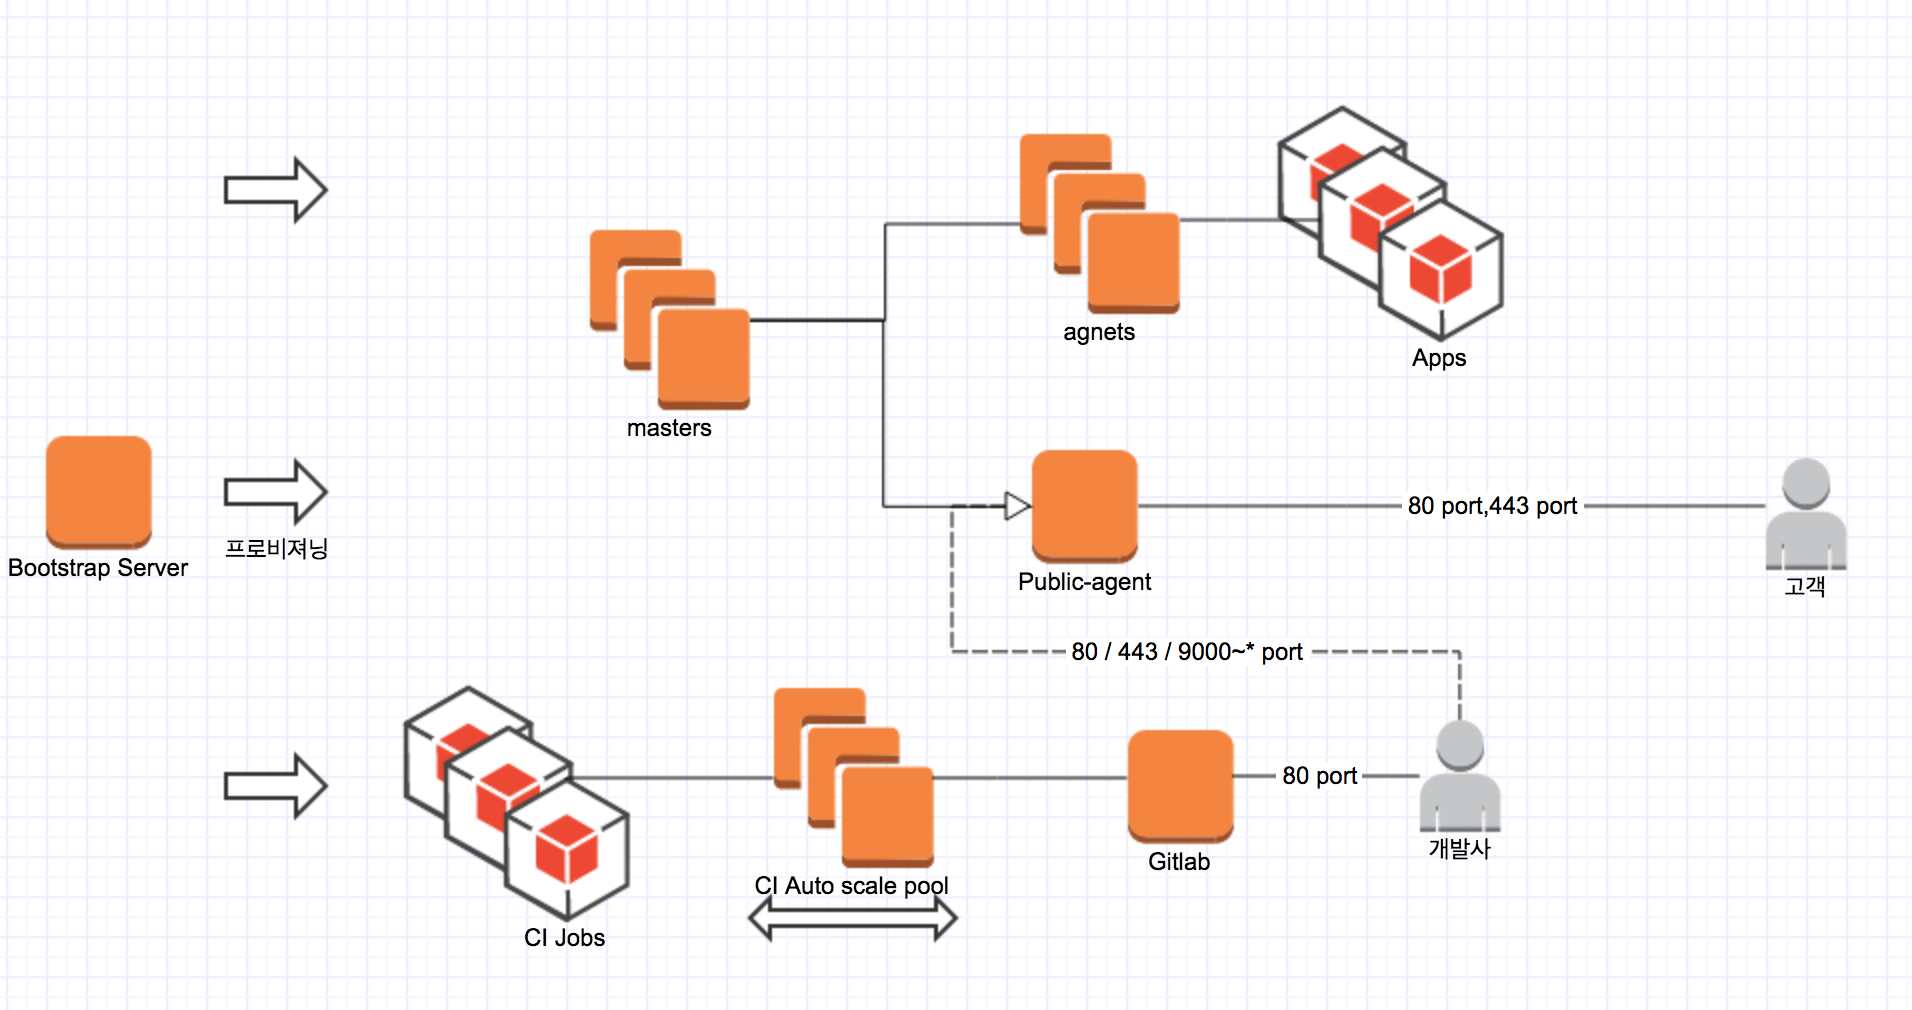 agnets
Apps
masters
Bootstrap Server
프로비져닝
80 port,443 port
Public-agent
고객
80 / 443 / 9000~* port
80 port
개발사
Gitlab
CI Auto scale pool
CI Jobs